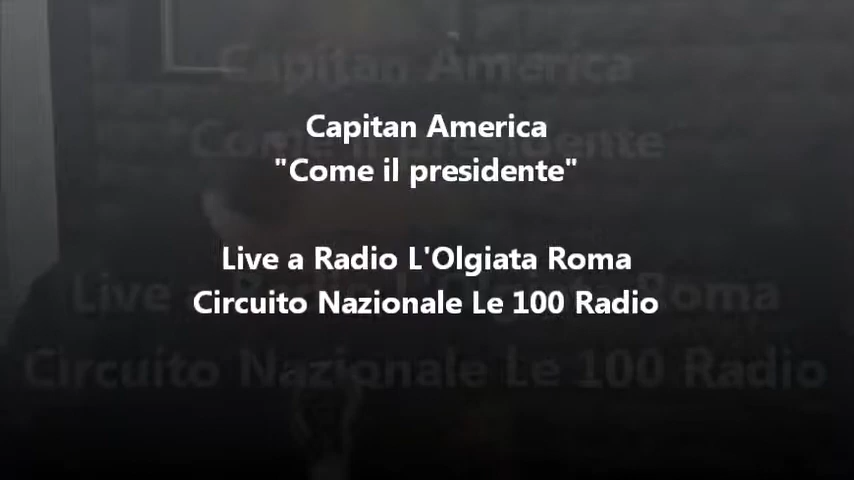 Capitan America
"Come il presidente"
Live a Radio L'Olgiata Roma
Circuito Nazionale Le 100 Radio